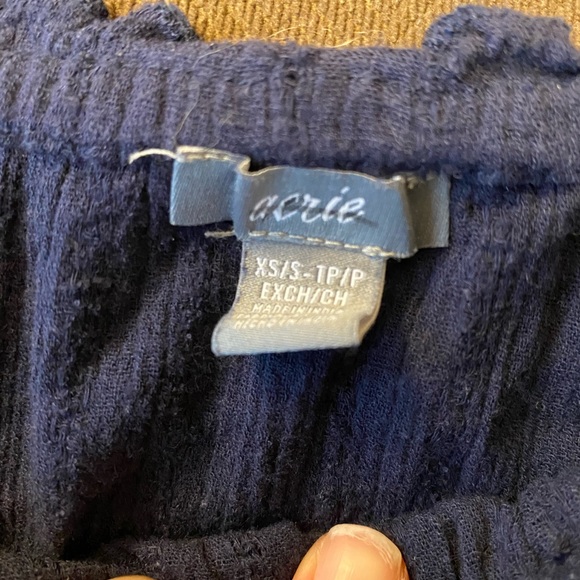 aerie
XS/S-TP/P
EXCH/CH
MADE IN INDIA